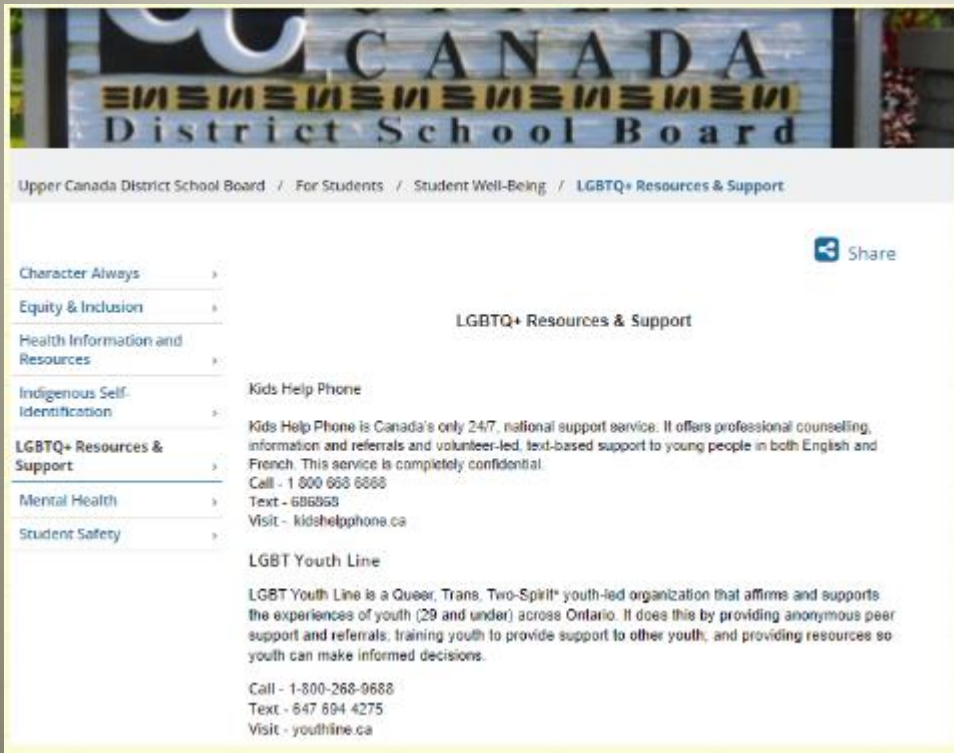 CANADA
District School Board
Upper Canada District School Board / For Students / Student Well-Being / LGBTQ+ Resources & Support
Share
Character Always
Equity & Inclusion
Health Information and
Resources
Indigenous Self-
Identification
LGBTQ+ Resources &
Support
Mental Health
Student Safety
LGBTQ+ Resources & Support
Kids Help Phone
Kids Help Phone is Canada's only 24/7, national support service. It offers professional counselling,
information and referrals and volunteer-led, text-based support to young people in both English and
French. This service is completely confidential.
Call - 1 800 668 6868
Text - 686868
Visit - kidshelpphone.ca
LGBT Youth Line
LGBT Youth Line is a Queer, Trans, Two-Spirit* youth-led organization that affirms and supports
the experiences of youth (29 and under) across Ontario. It does this by providing anonymous peer
support and referrals; training youth to provide support to other youth; and providing resources so
youth can make informed decisions.
Call - 1-800-268-9688
Text - 647 694 4275
Visit - youthline.ca